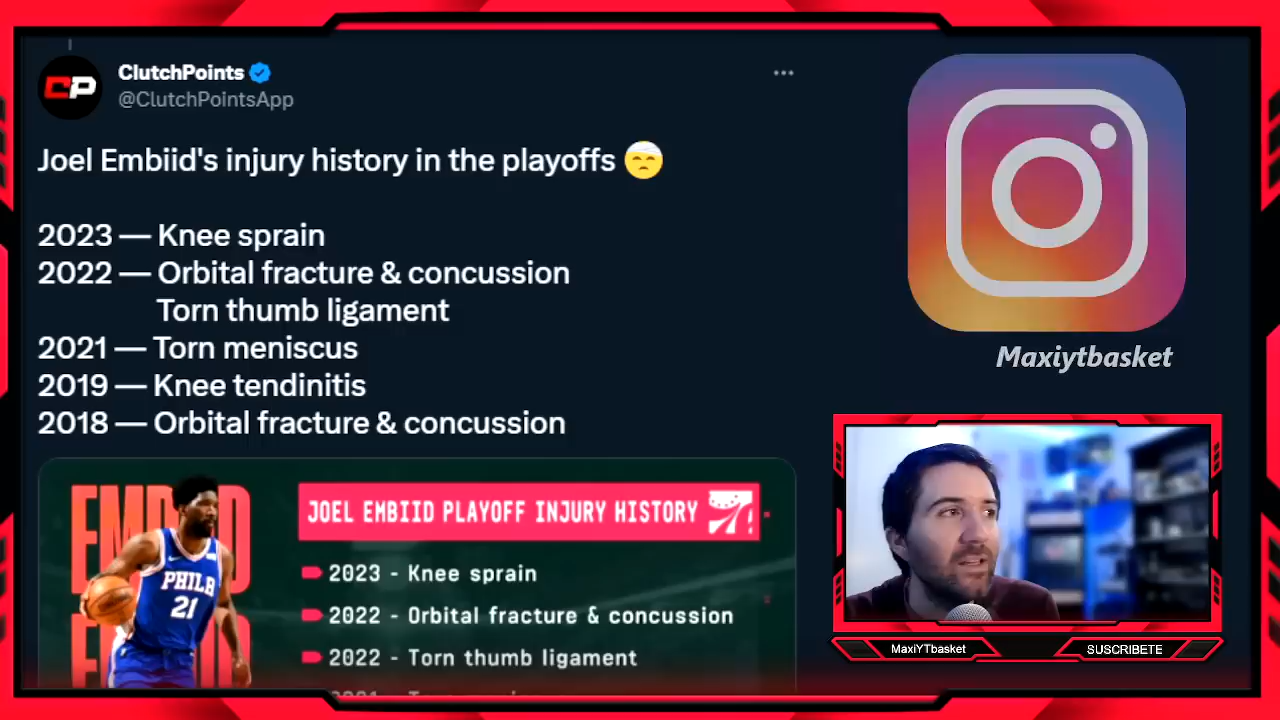 CP
ClutchPoints
@ClutchPointsApp
Joel Embiid's injury history in the playoffs
2023 — Knee sprain
2022 — Orbital fracture & concussion
Torn thumb ligament
2021 — Torn meniscus
2019 — Knee tendinitis
2018 — Orbital fracture & concussion
EMBIID
JOEL EMBIID PLAYOFF INJURY HISTORY
2023 - Knee sprain
2022 - Orbital fracture & concussion
2022 - Torn thumb ligament
PHILA
21
Maxiytbasket
MaxiYTbasket
SUSCRIBETE